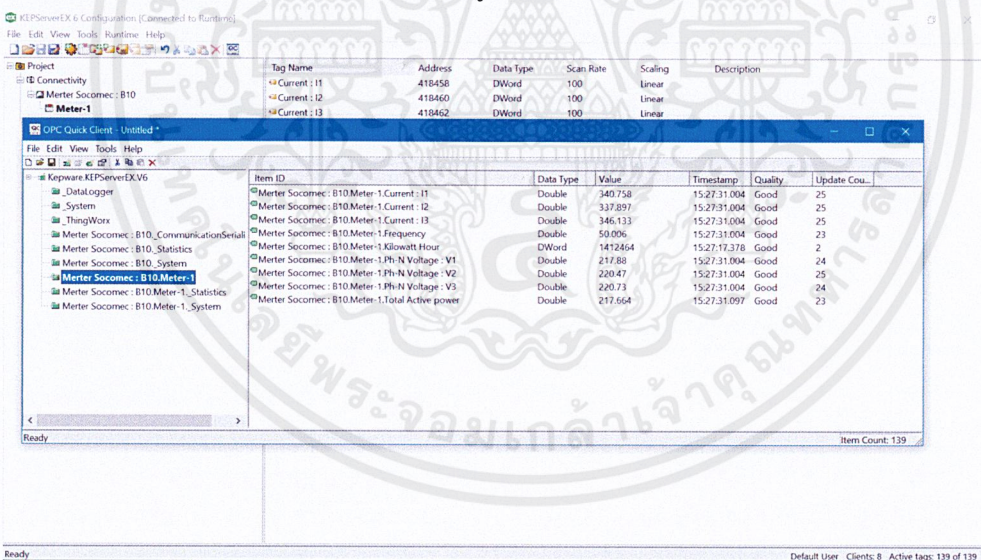 KEPServerEX 6 Configuration [Connected to Runtime]
File Edit View Tools Runtime Help
Project
Connectivity
Merter Socomec : B10
Meter-1
Tag Name Address Data Type Scan Rate Scaling Description
Current : I1 418458 DWord 100 Linear
Current : I2 418460 DWord 100 Linear
Current : I3 418462 DWord 100 Linear
OPC Quick Client - Untitled *
File Edit View Tools Help
Kepware.KEPServerEX.V6
_DataLogger
_System
_ThingWorx
Merter Socomec : B10._CommunicationSeriali
Merter Socomec : B10._Statistics
Merter Socomec : B10._System
Merter Socomec : B10.Meter-1
Merter Socomec : B10.Meter-1._Statistics
Merter Socomec : B10.Meter-1._System
Item ID Data Type Value Timestamp Quality Update Cou...
Merter Socomec : B10.Meter-1.Current : I1 Double 340.758 15:27:31.004 Good 25
Merter Socomec : B10.Meter-1.Current : I2 Double 337.897 15:27:31.004 Good 25
Merter Socomec : B10.Meter-1.Current : I3 Double 346.133 15:27:31.004 Good 25
Merter Socomec : B10.Meter-1.Frequency Double 50.006 15:27:31.004 Good 23
Merter Socomec : B10.Meter-1.Kilowatt Hour DWord 1412464 15:27:17.378 Good 2
Merter Socomec : B10.Meter-1.Ph-N Voltage : V1 Double 217.88 15:27:31.004 Good 24
Merter Socomec : B10.Meter-1.Ph-N Voltage : V2 Double 220.47 15:27:31.004 Good 25
Merter Socomec : B10.Meter-1.Ph-N Voltage : V3 Double 220.73 15:27:31.004 Good 24
Merter Socomec : B10.Meter-1.Total Active power Double 217.664 15:27:31.097 Good 23
Ready Item Count: 139
Ready Default User Clients: 8 Active tags: 139 of 139